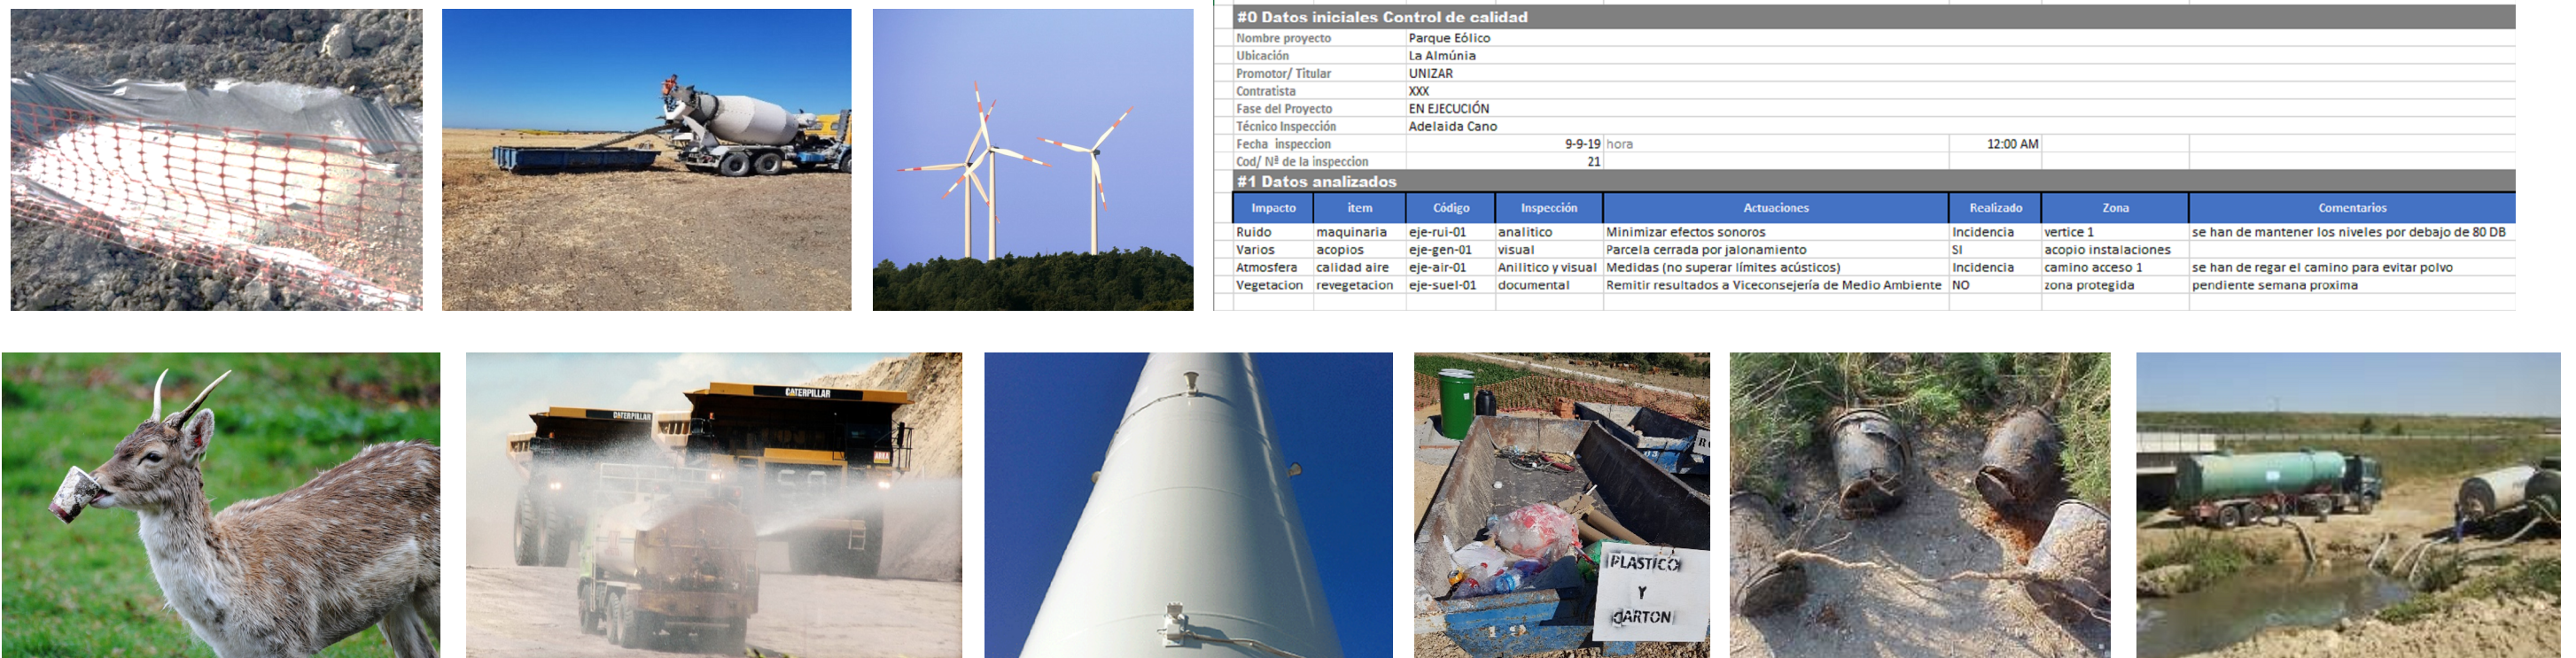 #0 Datos iniciales Control de calidad
Nombre proyecto Parque Eólico
Ubicación La Almúnia
Promotor/ Titular UNIZAR
Contratista XXX
Fase del Proyecto EN EJECUCIÓN
Técnico Inspección Adelaida Cano
Fecha inspeccion 9-9-19 hora 12:00 AM
Cod/ Nª de la inspeccion 21
#1 Datos analizados
Impacto item Código Inspección Actuaciones Realizado Zona Comentarios
Ruido maquinaria eje-rui-01 analitico Minimizar efectos sonoros Incidencia vertice 1 se han de mantener los niveles por debajo de 80 DB
Varios acopios eje-gen-01 visual Parcela cerrada por jalonamiento SI acopio instalaciones
Atmosfera calidad aire eje-air-01 Anilitico y visual Medidas (no superar límites acústicos) Incidencia camino acceso 1 se han de regar el camino para evitar polvo
Vegetacion revegetacion eje-suel-01 documental Remitir resultados a Viceconsejería de Medio Ambiente NO zona protegida pendiente semana proxima
CATERPILLAR
CATERPILLAR
PLASTICO
Y
CARTON